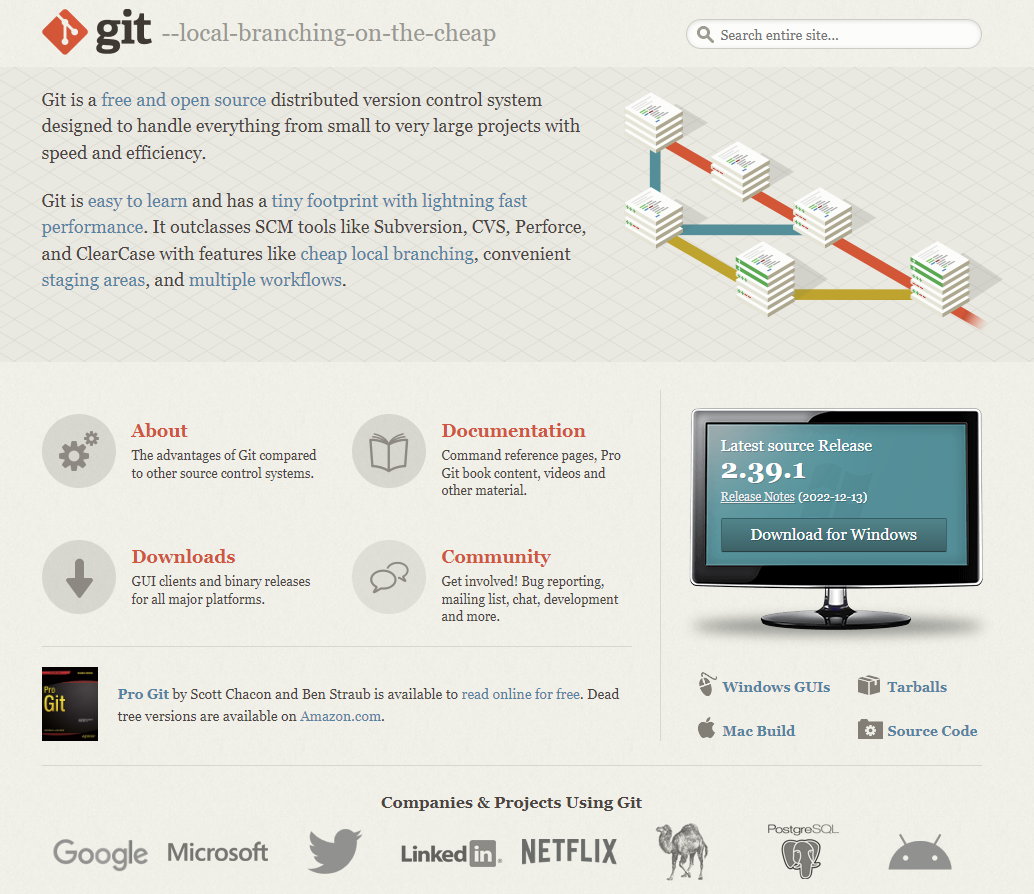 git --local-branching-on-the-cheap
Search entire site...
Git is a free and open source distributed version control system
designed to handle everything from small to very large projects with
speed and efficiency.
Git is easy to learn and has a tiny footprint with lightning fast
performance. It outclasses SCM tools like Subversion, CVS, Perforce,
and ClearCase with features like cheap local branching, convenient
staging areas, and multiple workflows.
About
The advantages of Git compared
to other source control systems.
Documentation
Command reference pages, Pro
Git book content, videos and
other material.
Downloads
GUI clients and binary releases
for all major platforms.
Community
Get involved! Bug reporting,
mailing list, chat, development
and more.
Pro
Git
Pro Git by Scott Chacon and Ben Straub is available to read online for free. Dead
tree versions are available on Amazon.com.
Latest source Release
2.39.1
Release Notes (2022-12-13)
Download for Windows
Windows GUIs
Tarballs
Mac Build
Source Code
Companies & Projects Using Git
Google
Microsoft
Linked in
NETFLIX
PostgreSQL